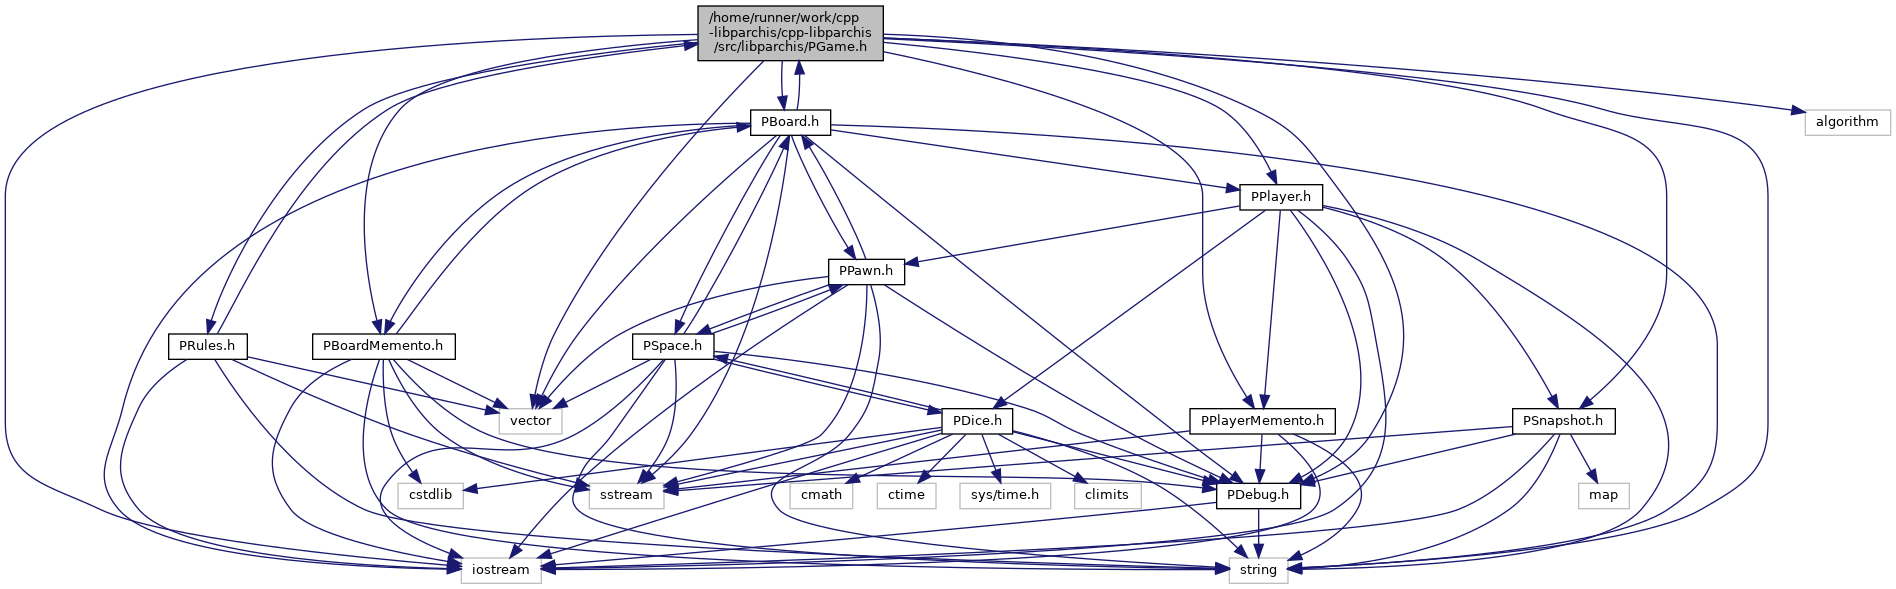 /home/runner/work/cpp
-libparchis/cpp-libparchis
/src/libparchis/PGame.h
PBoard.h
algorithm
PPlayer.h
PPawn.h
PRules.h
PBoardMemento.h
PSpace.h
vector
PDice.h
PPlayerMemento.h
PSnapshot.h
cstdlib
sstream
cmath
ctime
sys/time.h
climits
PDebug.h
map
iostream
string